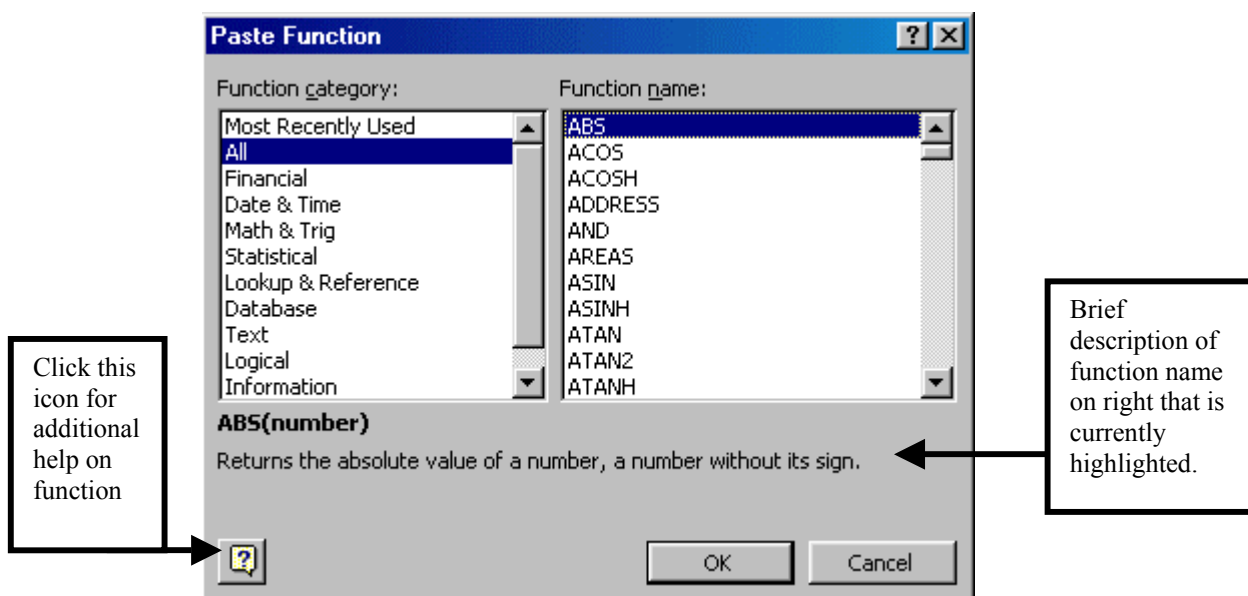 Paste Function
Function category:
Most Recently Used
All
Financial
Date & Time
Math & Trig
Statistical
Lookup & Reference
Database
Text
Logical
Information
Function name:
ABS
ACOS
ACOSH
ADDRESS
AND
AREAS
ASIN
ASINH
ATAN
ATAN2
ATANH
ABS(number)
Returns the absolute value of a number, a number without its sign.
OK
Cancel
Click this
icon for
additional
help on
function
Brief
description of
function name
on right that is
currently
highlighted.